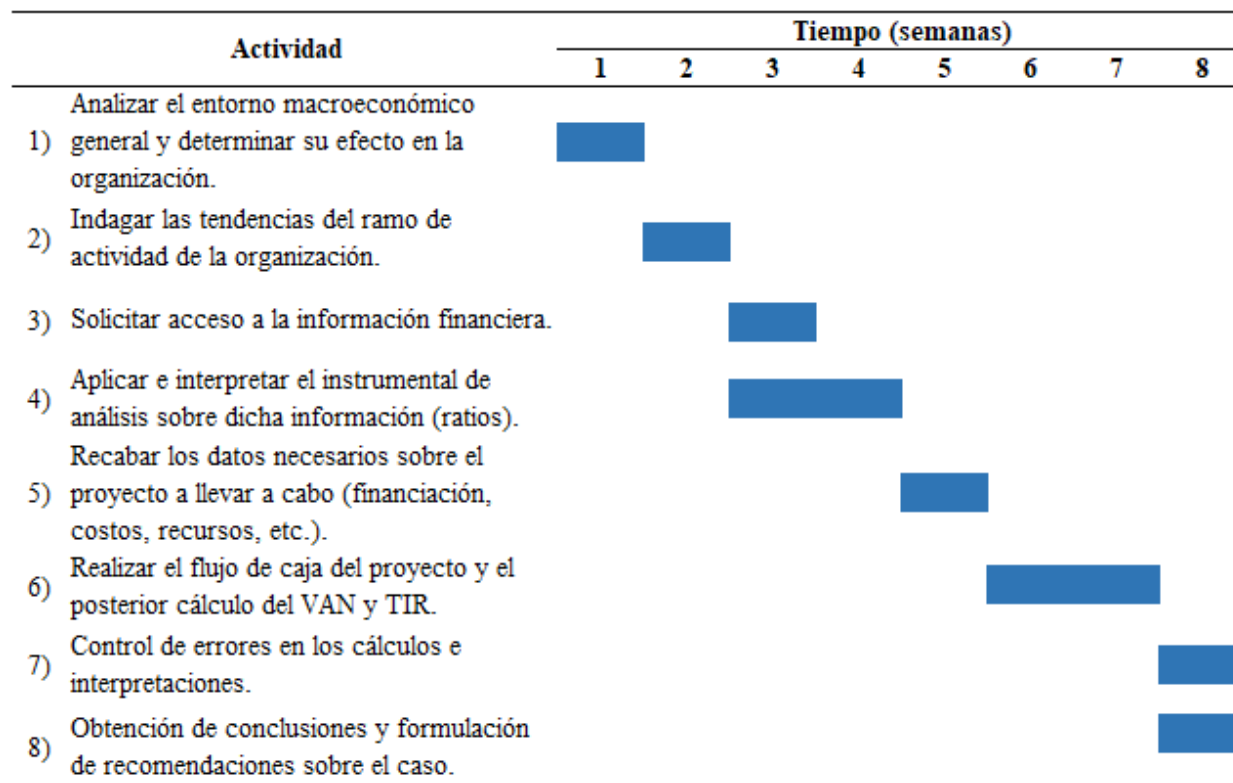 Actividad
Tiempo (semanas)
1 2 3 4 5 6 7 8
Analizar el entorno macroeconómico
1) general y determinar su efecto en la
organización.
Indagar las tendencias del ramo de
2) actividad de la organización.
3) Solicitar acceso a la información financiera.
Aplicar e interpretar el instrumental de
4) análisis sobre dicha información (ratios).
Recabar los datos necesarios sobre el
5) proyecto a llevar a cabo (financiación,
costos, recursos, etc.).
Realizar el flujo de caja del proyecto y el
6) posterior cálculo del VAN y TIR.
Control de errores en los cálculos e
7) interpretaciones.
Obtención de conclusiones y formulación
8) de recomendaciones sobre el caso.